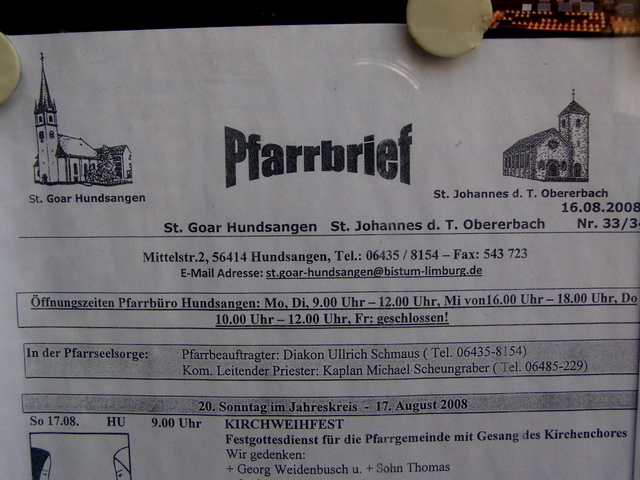 Pfarrbrief
St. Goar Hundsangen
St. Johannes d. T. Obererbach
16.08.2008
St. Goar Hundsangen St. Johannes d. T. Obererbach Nr. 33/3
Mittelstr.2, 56414 Hundsangen, Tel.: 06435 / 8154 – Fax: 543 723
E-Mail Adresse: st.goar-hundsangen@bistum-limburg.de
Öffnungszeiten Pfarrbüro Hundsangen: Mo, Di, 9.00 Uhr – 12.00 Uhr, Mi von16.00 Uhr – 18.00 Uhr, Do
10.00 Uhr – 12.00 Uhr, Fr: geschlossen!
In der Pfarrseelsorge: Pfarrbeauftragter: Diakon Ullrich Schmaus ( Tel. 06435-8154)
Kom. Leitender Priester: Kaplan Michael Scheungraber ( Tel. 06485-229)
20. Sonntag im Jahreskreis - 17. August 2008
So 17.08. HU 9.00 Uhr KIRCHWEIHFEST
Festgottesdienst für die Pfarrgemeinde mit Gesang des Kirchenchores
Wir gedenken:
+ Georg Weidenbusch u. + Sohn Thomas